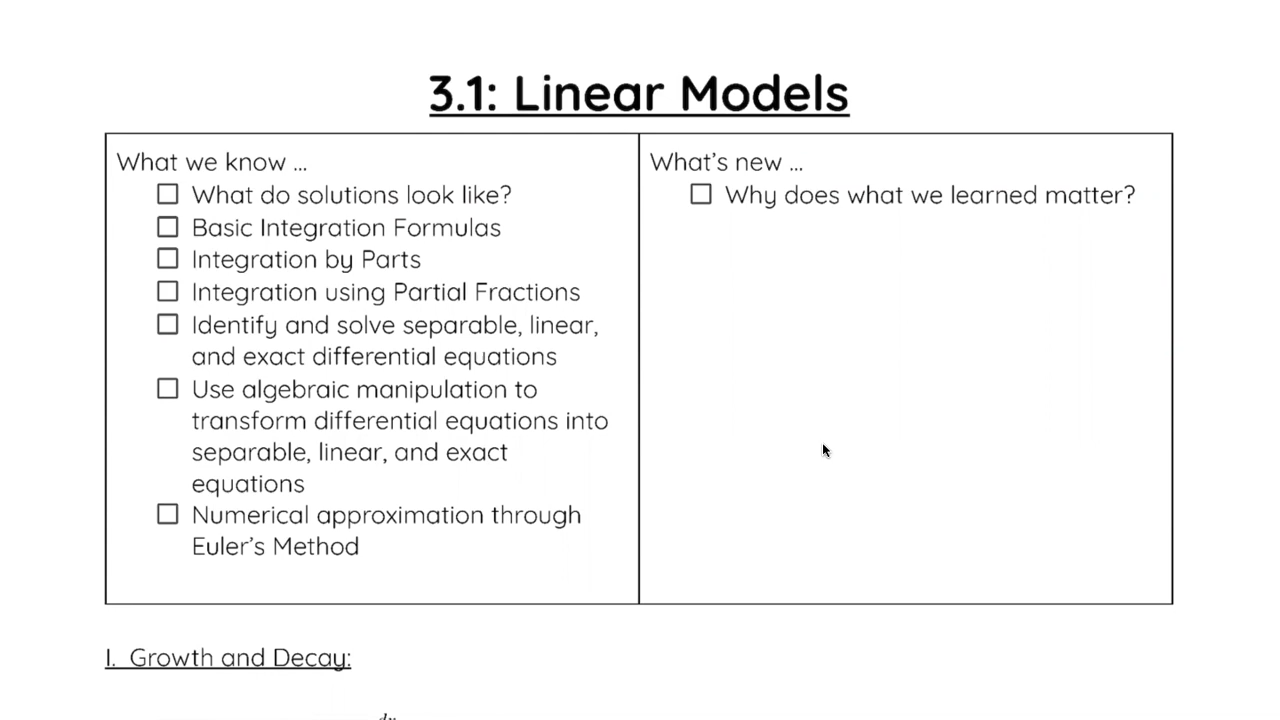 3.1: Linear Models
What we know ...
☐ What do solutions look like?
☐ Basic Integration Formulas
☐ Integration by Parts
☐ Integration using Partial Fractions
☐ Identify and solve separable, linear,
and exact differential equations
☐ Use algebraic manipulation to
transform differential equations into
separable, linear, and exact
equations
☐ Numerical approximation through
Euler’s Method
What’s new ...
☐ Why does what we learned matter?
I. Growth and Decay: